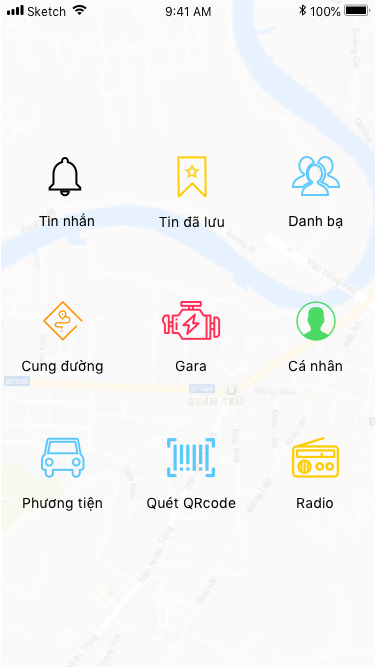 Sketch 9:41 AM 100%
Tin nhắn Tin đã lưu Danh bạ
Cung đường Gara Cá nhân
Phương tiện Quét QRcode Radio